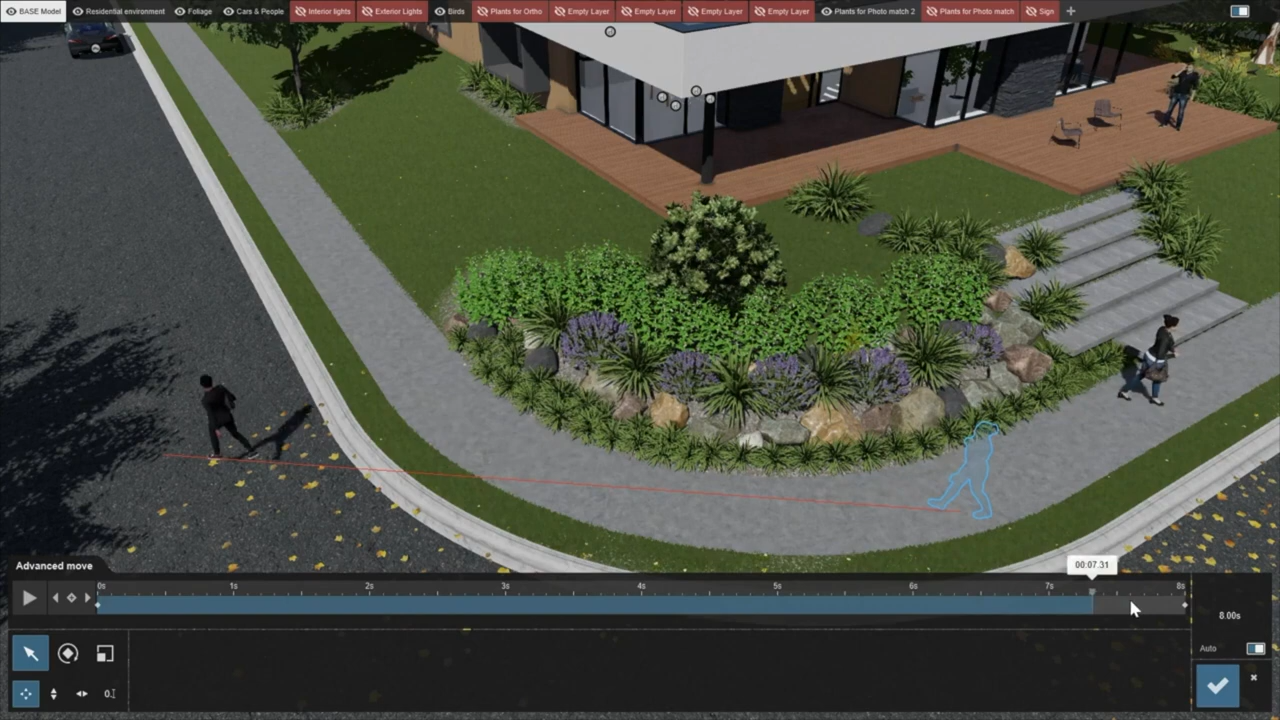 BASE Model Residential environment Foliage Cars & People Interior lights Exterior Lights Birds Plants for Ortho Empty Layer Empty Layer Empty Layer Empty Layer Plants for Photo match 2 Plants for Photo match Sign
Advanced move
00:07.31
0s 1s 2s 3s 4s 5s 6s 7s 8s
8.00s
Auto